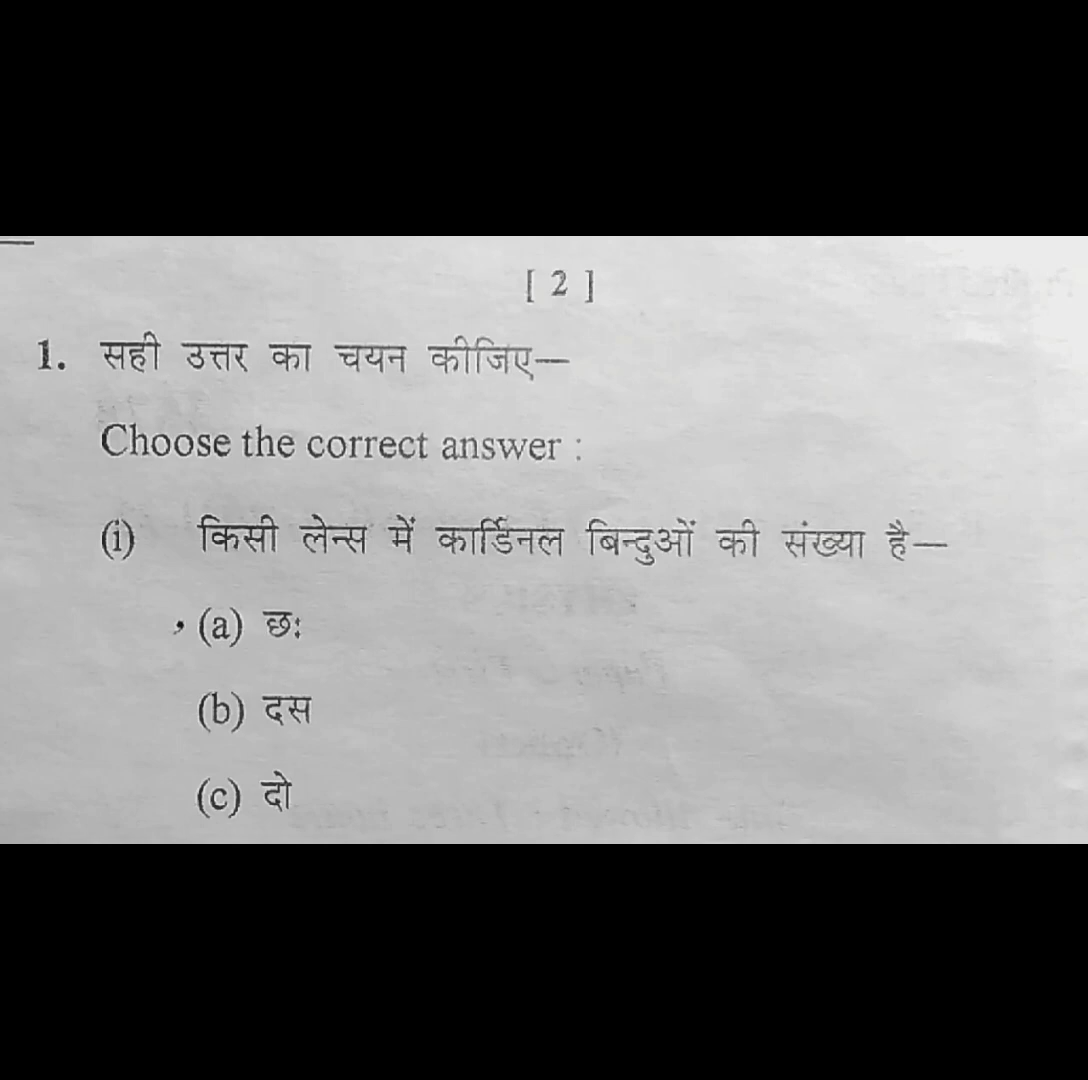 [ 2 ]
1. सही उत्तर का चयन कीजिए—
Choose the correct answer :
(i) किसी लेन्स में कार्डिनल बिन्दुओं की संख्या है—
(a) छः
(b) दस
(c) दो